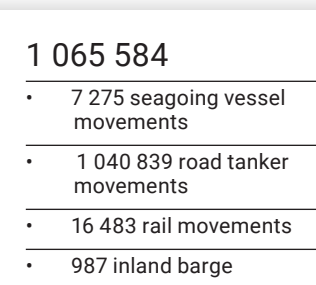 1 065 584
• 7 275 seagoing vessel
movements
• 1 040 839 road tanker
movements
• 16 483 rail movements
• 987 inland barge